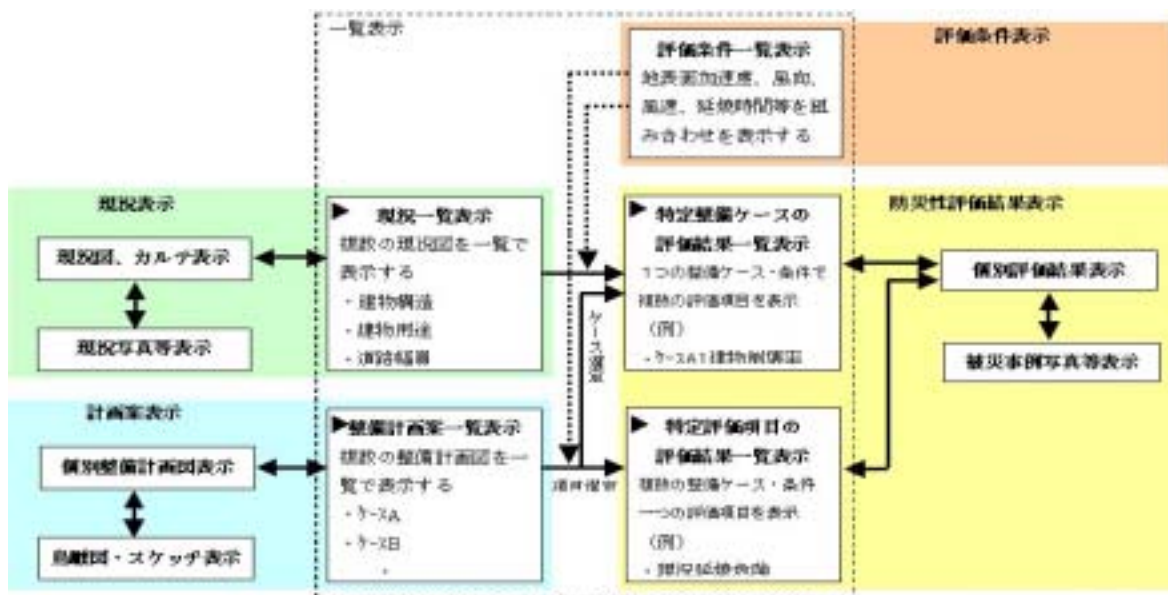 一覧表示
評価条件表示
評価条件一覧表示
地表面加速度、風向、
風速、延焼時間等を組
み合わせを表示する
現況表示
現況図、カルテ表示
現況写真等表示
▶ 現況一覧表示
複数の現況図を一覧で
表示する
・建物構造
・建物用途
・道路幅員
計画案表示
個別整備計画図表示
鳥瞰図・スケッチ表示
▶整備計画案一覧表示
複数の整備計画図を一
覧で表示する
・ケースA
・ケースB
・
ケース選定
防災性評価結果表示
▶ 特定整備ケースの
評価結果一覧表示
1つの整備ケース・条件で
複数の評価項目を表示
(例)
・ケースA1建物倒壊
▶ 特定評価項目の
評価結果一覧表示
複数の整備ケース・条件
一つの評価項目を表示
(例)
・現況延焼危険
個別評価結果表示
被災事例写真等表示